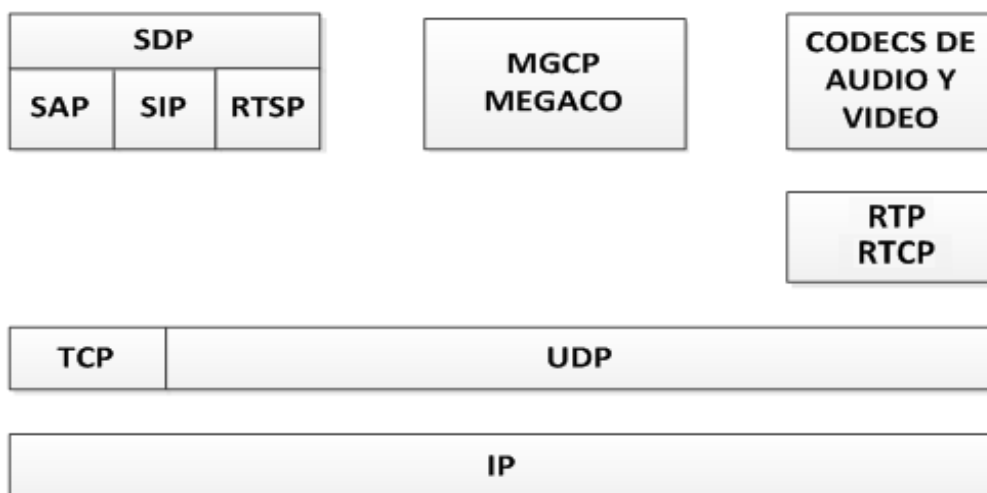 SDP
SAP SIP RTSP
MGCP
MEGACO
CODECS DE
AUDIO Y
VIDEO
RTP
RTCP
TCP UDP
IP